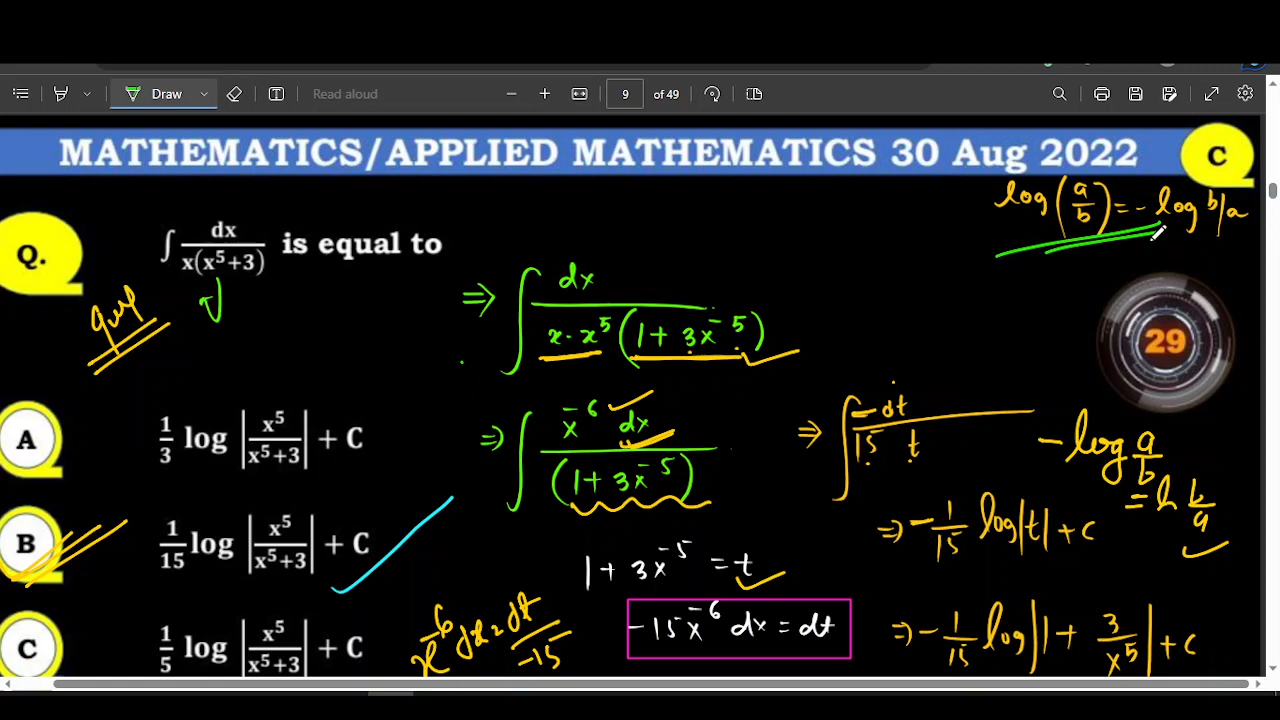 Draw
Read aloud
9 of 49
MATHEMATICS/APPLIED MATHEMATICS 30 Aug 2022 C
log(a/b) = - log b/a
Q. ∫ dx / x(x⁵+3) is equal to
⇒ ∫ dx / x·x⁵(1 + 3x⁻⁵)
29
A 1/3 log |x⁵/(x⁵+3)| + C
⇒ ∫ x⁻⁶ dx / (1 + 3x⁻⁵)
⇒ ∫ -dt / 15 t
- log a/b
= ln b/a
⇒ -1/15 log|t| + C
B 1/15 log |x⁵/(x⁵+3)| + C
1 + 3x⁻⁵ = t
x⁻⁶ dx = dt/-15
-15x⁻⁶ dx = dt
⇒ -1/15 log|1 + 3/x⁵| + C
C 1/5 log |x⁵/(x⁵+3)| + C